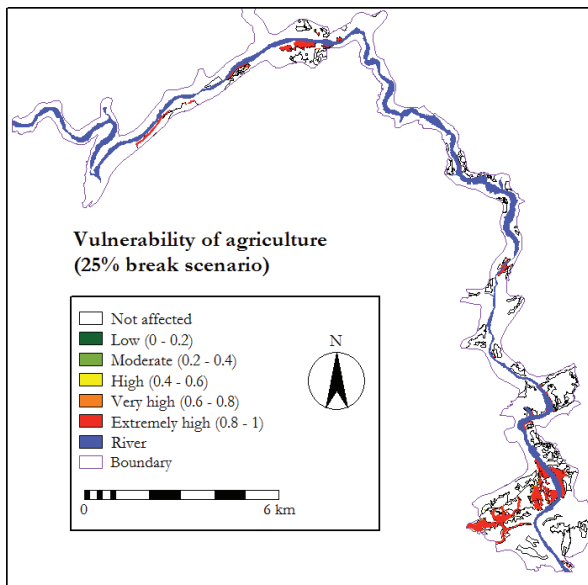 Vulnerability of agriculture
(25% break scenario)
Not affected
Low (0 - 0.2)
Moderate (0.2 - 0.4)
High (0.4 - 0.6)
Very high (0.6 - 0.8)
Extremely high (0.8 - 1)
River
Boundary
N
0 6 km